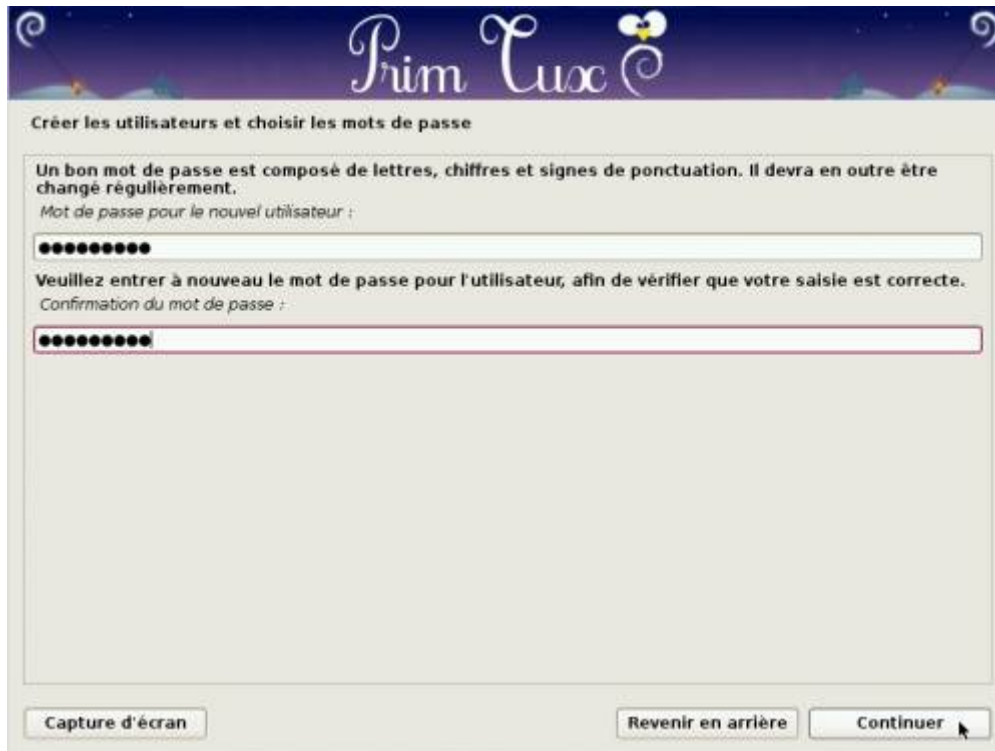 Prim Tux
Créer les utilisateurs et choisir les mots de passe
Un bon mot de passe est composé de lettres, chiffres et signes de ponctuation. Il devra en outre être
changé régulièrement.
Mot de passe pour le nouvel utilisateur :
●●●●●●●●●
Veuillez entrer à nouveau le mot de passe pour l'utilisateur, afin de vérifier que votre saisie est correcte.
Confirmation du mot de passe :
●●●●●●●●●
Capture d'écran
Revenir en arrière
Continuer